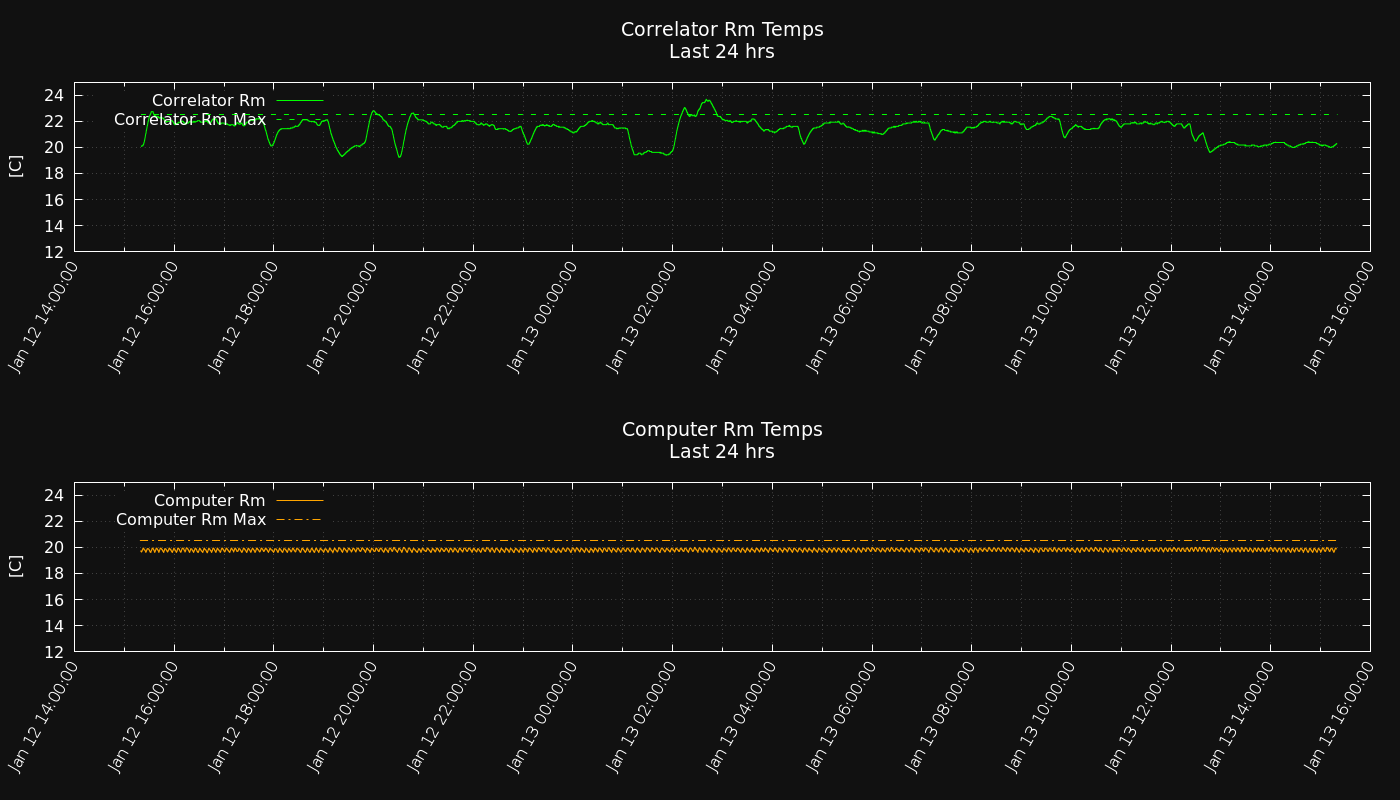 Correlator Rm Temps
Last 24 hrs
Correlator Rm
Correlator Rm Max
[C]
24
22
20
18
16
14
12
Jan 12 14:00:00
Jan 12 16:00:00
Jan 12 18:00:00
Jan 12 20:00:00
Jan 12 22:00:00
Jan 13 00:00:00
Jan 13 02:00:00
Jan 13 04:00:00
Jan 13 06:00:00
Jan 13 08:00:00
Jan 13 10:00:00
Jan 13 12:00:00
Jan 13 14:00:00
Jan 13 16:00:00
Computer Rm Temps
Last 24 hrs
Computer Rm
Computer Rm Max
[C]
24
22
20
18
16
14
12
Jan 12 14:00:00
Jan 12 16:00:00
Jan 12 18:00:00
Jan 12 20:00:00
Jan 12 22:00:00
Jan 13 00:00:00
Jan 13 02:00:00
Jan 13 04:00:00
Jan 13 06:00:00
Jan 13 08:00:00
Jan 13 10:00:00
Jan 13 12:00:00
Jan 13 14:00:00
Jan 13 16:00:00